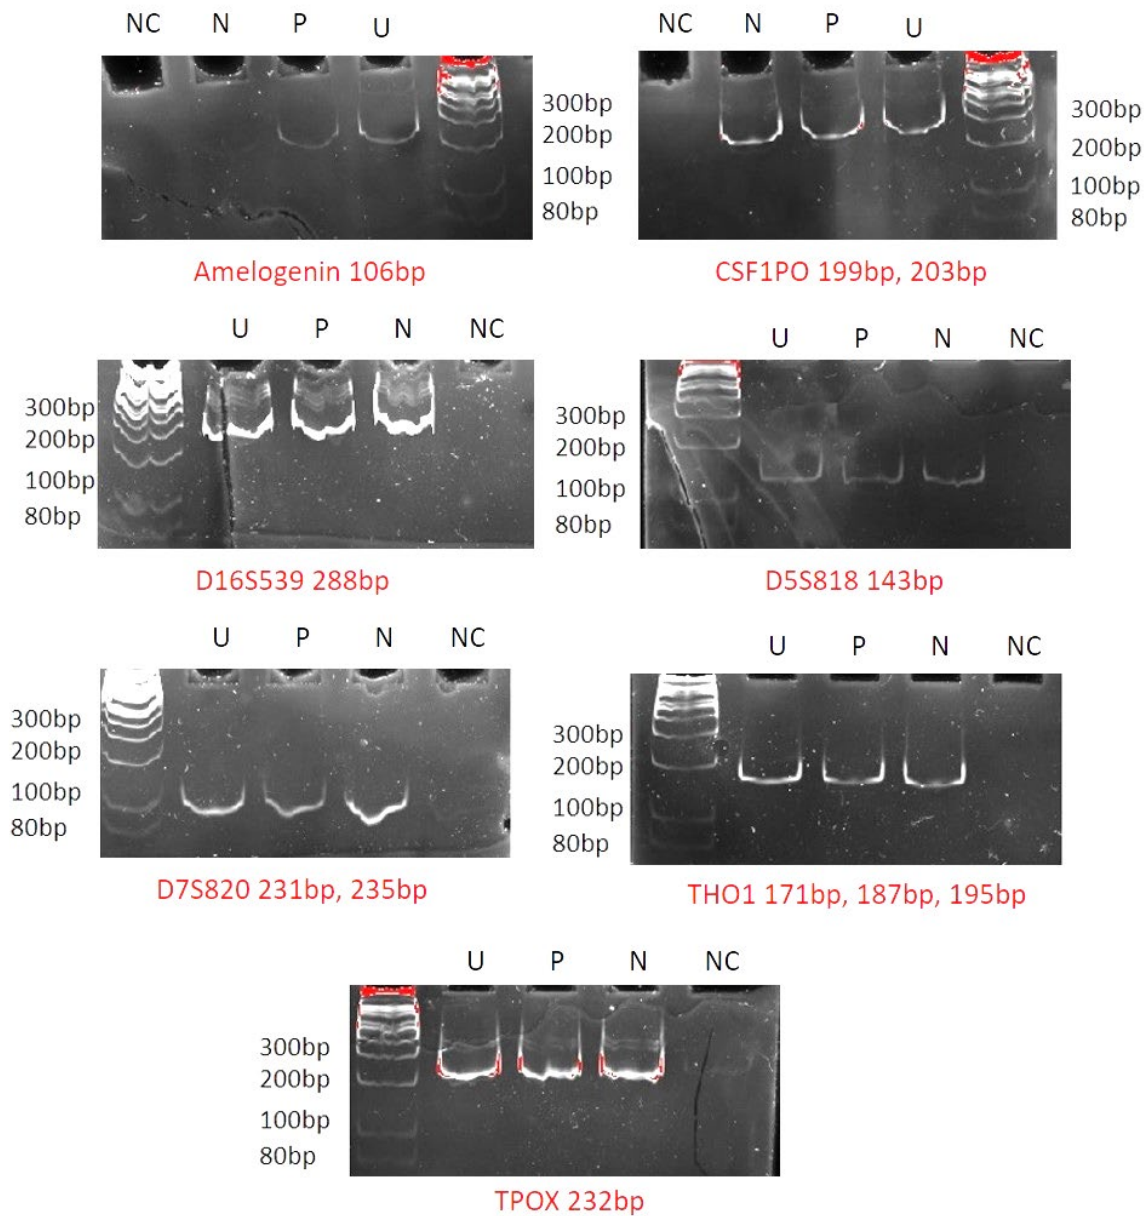 NC N P U
300bp
200bp
100bp
80bp
Amelogenin 106bp
NC N P U
300bp
200bp
100bp
80bp
CSF1PO 199bp, 203bp
U P N NC
300bp
200bp
100bp
80bp
D16S539 288bp
U P N NC
300bp
200bp
100bp
80bp
D5S818 143bp
U P N NC
300bp
200bp
100bp
80bp
D7S820 231bp, 235bp
U P N NC
300bp
200bp
100bp
80bp
THO1 171bp, 187bp, 195bp
U P N NC
300bp
200bp
100bp
80bp
TPOX 232bp